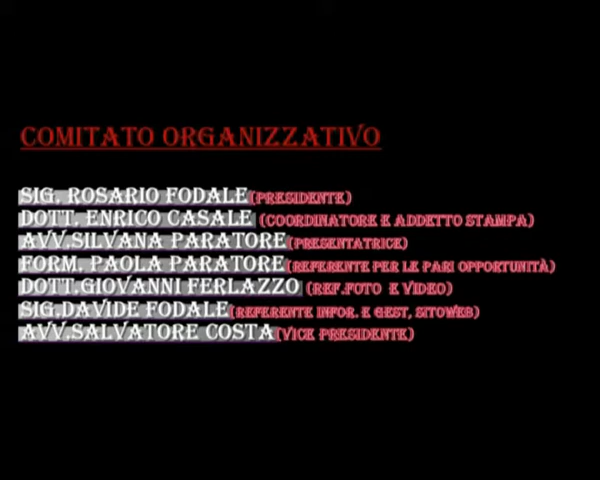 COMITATO ORGANIZZATIVO
SIG. ROSARIO FODALE(PRESIDENTE)
DOTT. ENRICO CASALE (COORDINATORE E ADDETTO STAMPA)
AVV.SILVANA PARATORE(PRESENTATRICE)
FORM. PAOLA PARATORE(REFERENTE PER LE PARI OPPORTUNITÀ)
DOTT.GIOVANNI FERLAZZO (REF.FOTO E VIDEO)
SIG.DAVIDE FODALE(REFERENTE INFOR. E GEST, SITOWEB)
AVV.SALVATORE COSTA(VICE PRESIDENTE)